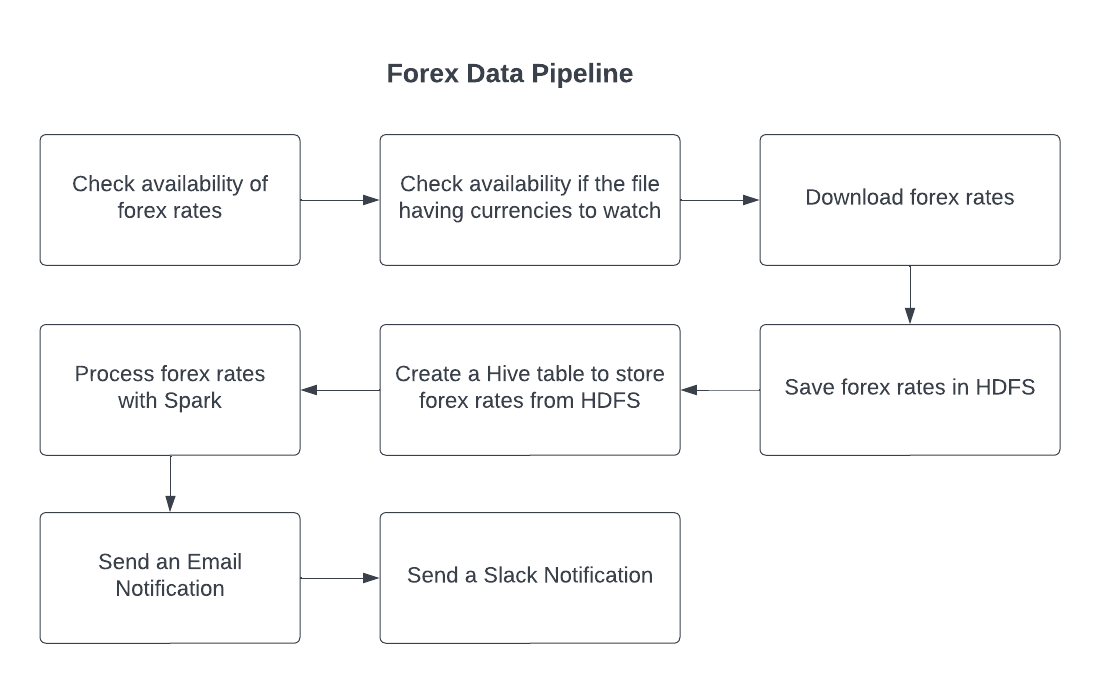 Forex Data Pipeline
Check availability of
forex rates
Check availability if the file
having currencies to watch
Download forex rates
Process forex rates
with Spark
Create a Hive table to store
forex rates from HDFS
Save forex rates in HDFS
Send an Email
Notification
Send a Slack Notification